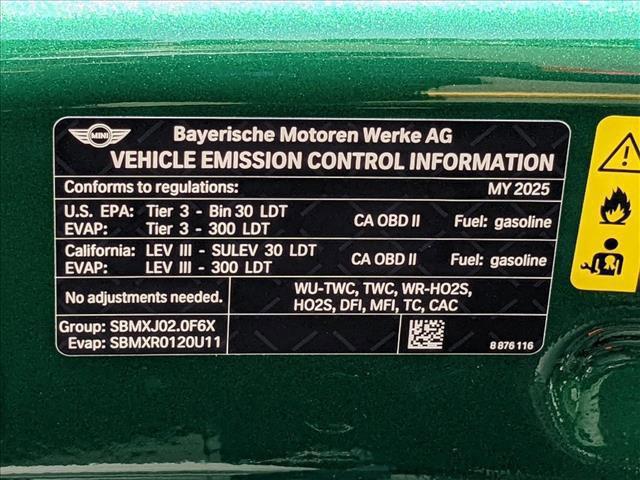 MINI
Bayerische Motoren Werke AG
VEHICLE EMISSION CONTROL INFORMATION
Conforms to regulations: MY 2025
U.S. EPA: Tier 3 - Bin 30 LDT CA OBD II Fuel: gasoline
EVAP: Tier 3 - 300 LDT
California: LEV III - SULEV 30 LDT CA OBD II Fuel: gasoline
EVAP: LEV III - 300 LDT
No adjustments needed.
WU-TWC, TWC, WR-HO2S,
HO2S, DFI, MFI, TC, CAC
Group: SBMXJ02.0F6X
Evap: SBMXR0120U11
8 876 116